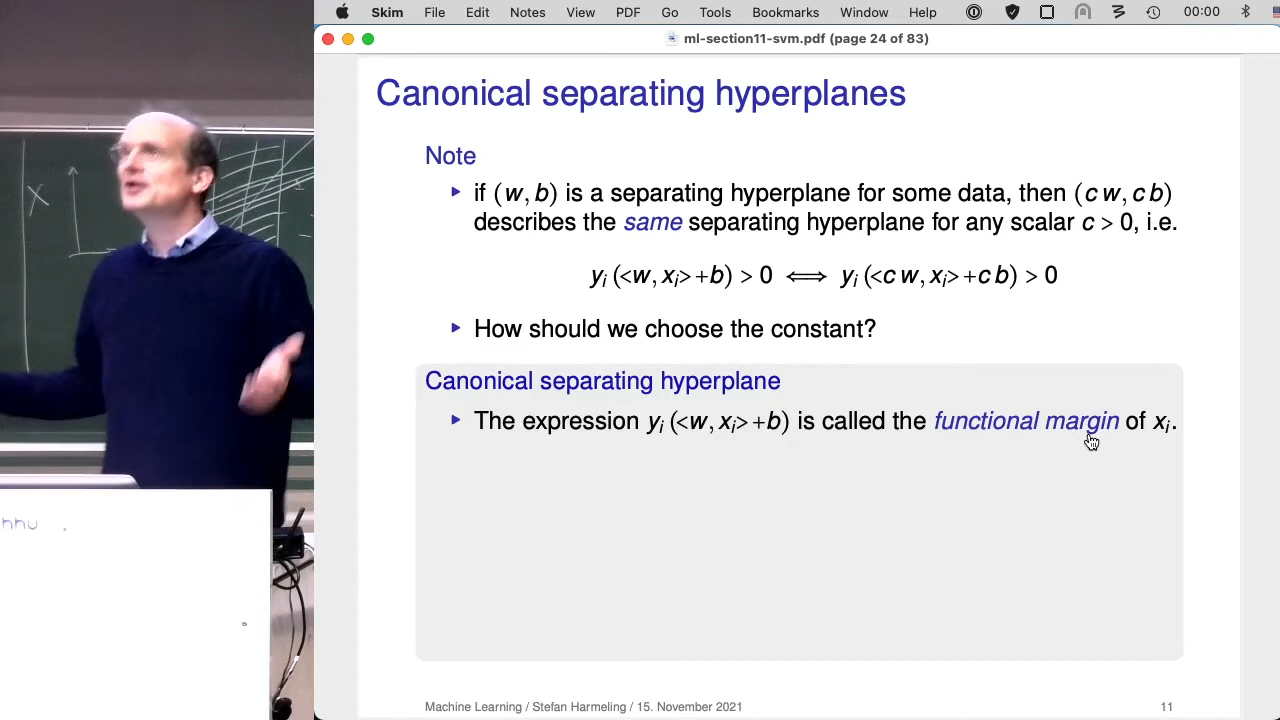 Skim File Edit Notes View PDF Go Tools Bookmarks Window Help 00:00
ml-section11-svm.pdf (page 24 of 83)
Canonical separating hyperplanes
Note
▸ if (w, b) is a separating hyperplane for some data, then (c w, c b)
describes the same separating hyperplane for any scalar c > 0, i.e.
yᵢ (<w, xᵢ> + b) > 0 ⟺ yᵢ (<c w, xᵢ> + c b) > 0
▸ How should we choose the constant?
Canonical separating hyperplane
▸ The expression yᵢ (<w, xᵢ> + b) is called the functional margin of xᵢ.
Machine Learning / Stefan Harmeling / 15. November 2021
11
X
hhu